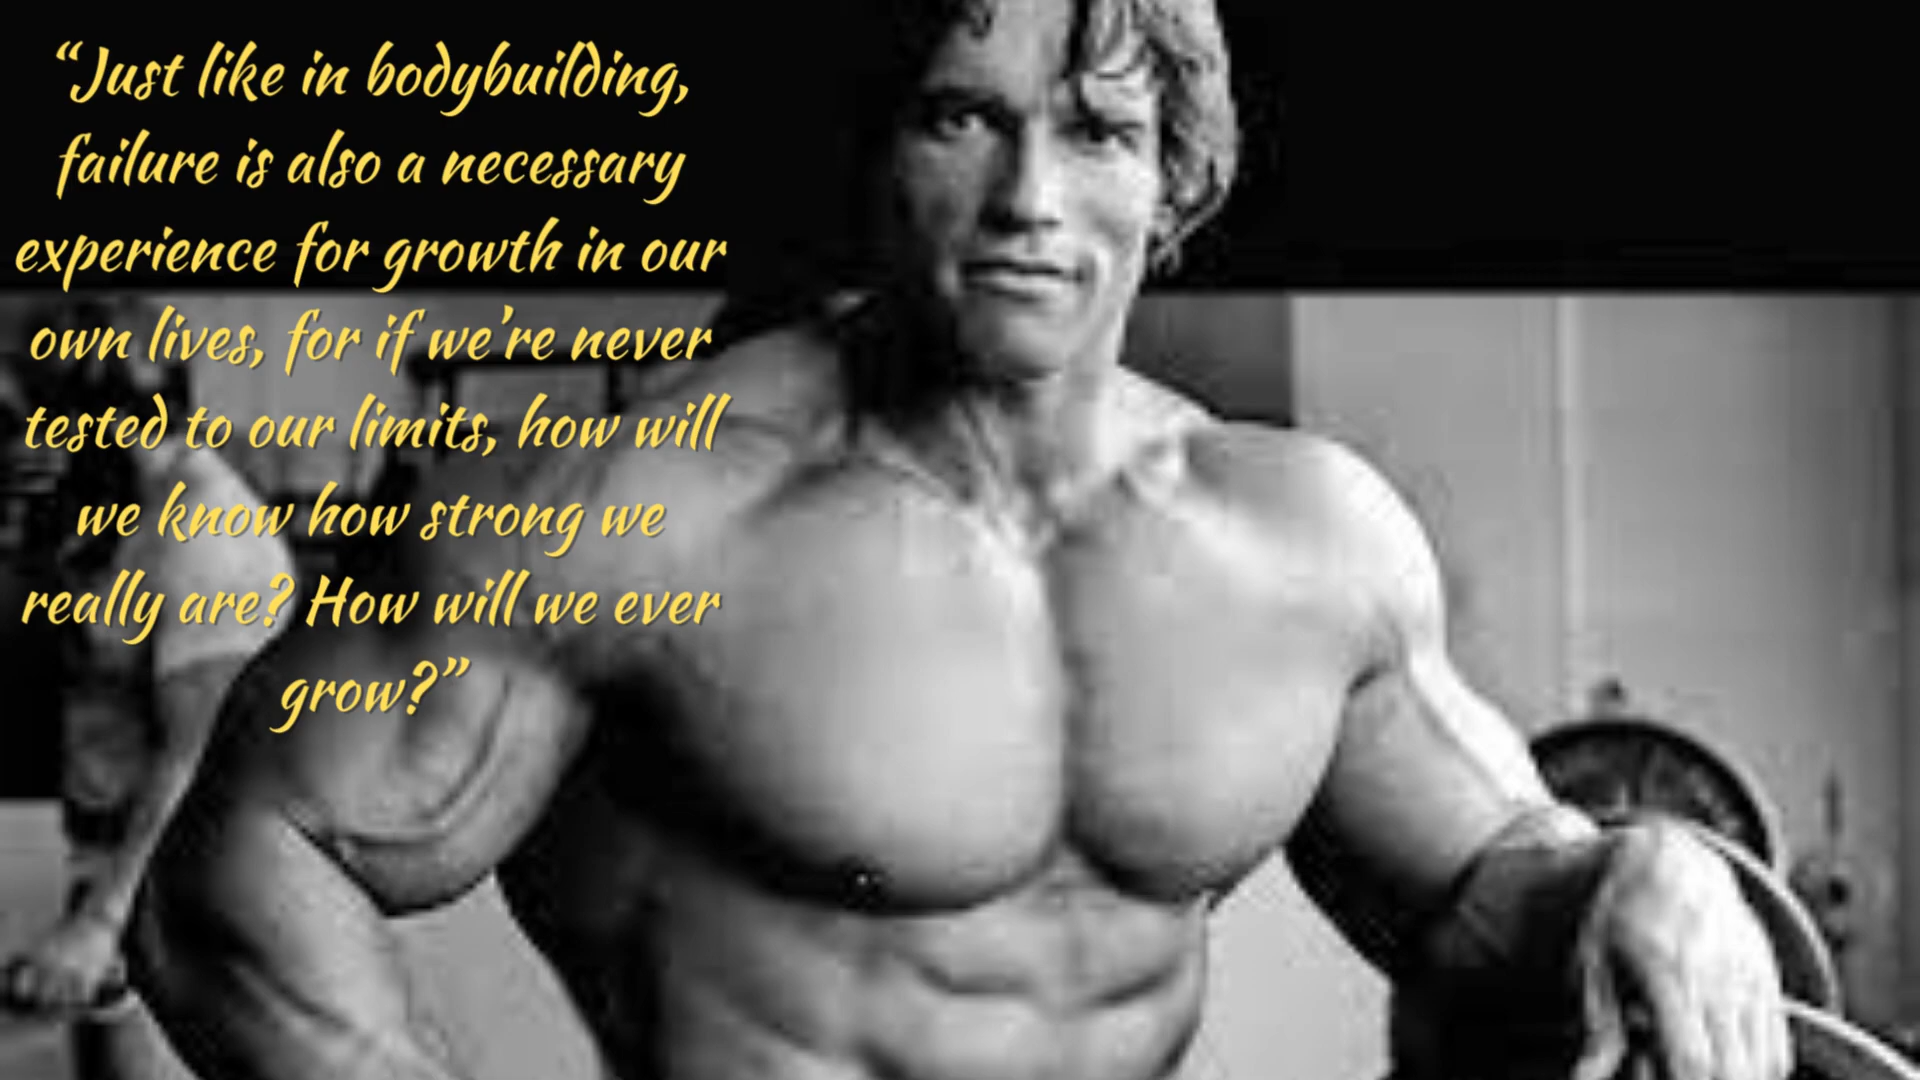 “Just like in bodybuilding,
failure is also a necessary
experience for growth in our
own lives, for if we’re never
tested to our limits, how will
we know how strong we
really are? How will we ever
grow?”